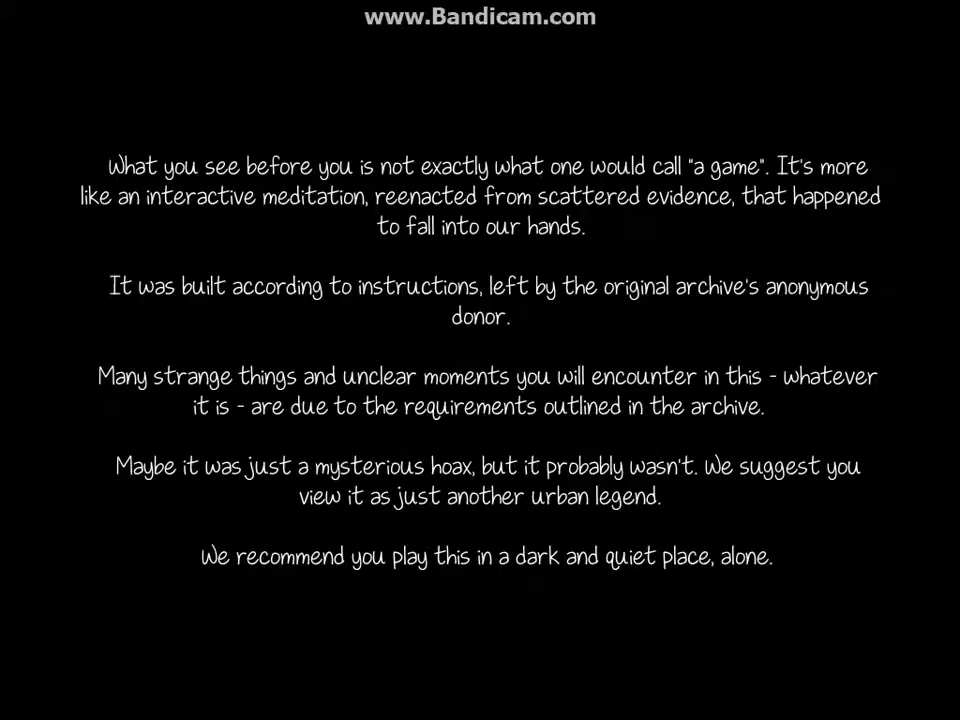 www.Bandicam.com
What you see before you is not exactly what one would call "a game". It's more
like an interactive meditation, reenacted from scattered evidence, that happened
to fall into our hands.
It was built according to instructions, left by the original archive's anonymous
donor.
Many strange things and unclear moments you will encounter in this - whatever
it is - are due to the requirements outlined in the archive.
Maybe it was just a mysterious hoax, but it probably wasn't. We suggest you
view it as just another urban legend.
We recommend you play this in a dark and quiet place, alone.